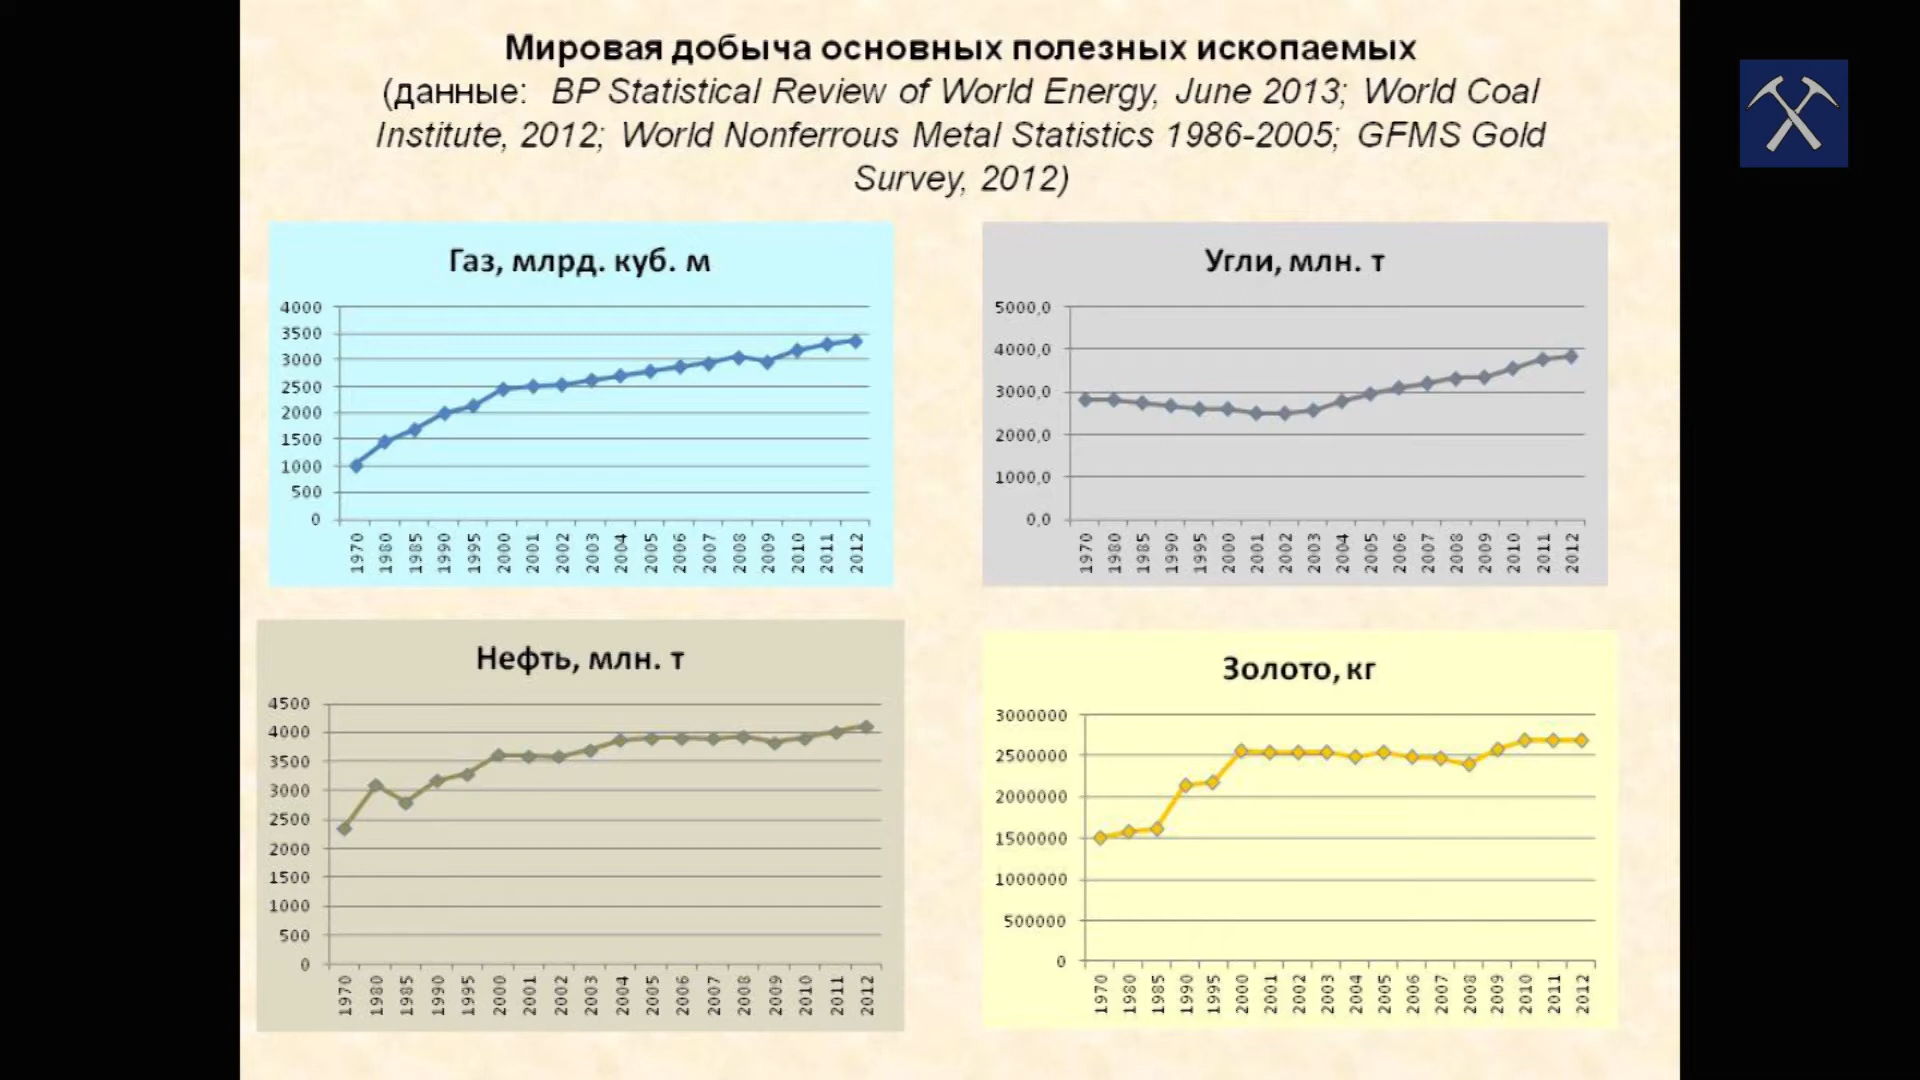 Мировая добыча основных полезных ископаемых
(данные: BP Statistical Review of World Energy, June 2013; World Coal
Institute, 2012; World Nonferrous Metal Statistics 1986-2005; GFMS Gold
Survey, 2012)
Газ, млрд. куб. м
4000
3500
3000
2500
2000
1500
1000
500
0
1970 1980 1985 1990 1995 2000 2001 2002 2003 2004 2005 2006 2007 2008 2009 2010 2011 2012
Угли, млн. т
5000,0
4000,0
3000,0
2000,0
1000,0
0,0
1970 1980 1985 1990 1995 2000 2001 2002 2003 2004 2005 2006 2007 2008 2009 2010 2011 2012
Нефть, млн. т
4500
4000
3500
3000
2500
2000
1500
1000
500
0
1970 1980 1985 1990 1995 2000 2001 2002 2003 2004 2005 2006 2007 2008 2009 2010 2011 2012
Золото, кг
3000000
2500000
2000000
1500000
1000000
500000
0
1970 1980 1985 1990 1995 2000 2001 2002 2003 2004 2005 2006 2007 2008 2009 2010 2011 2012